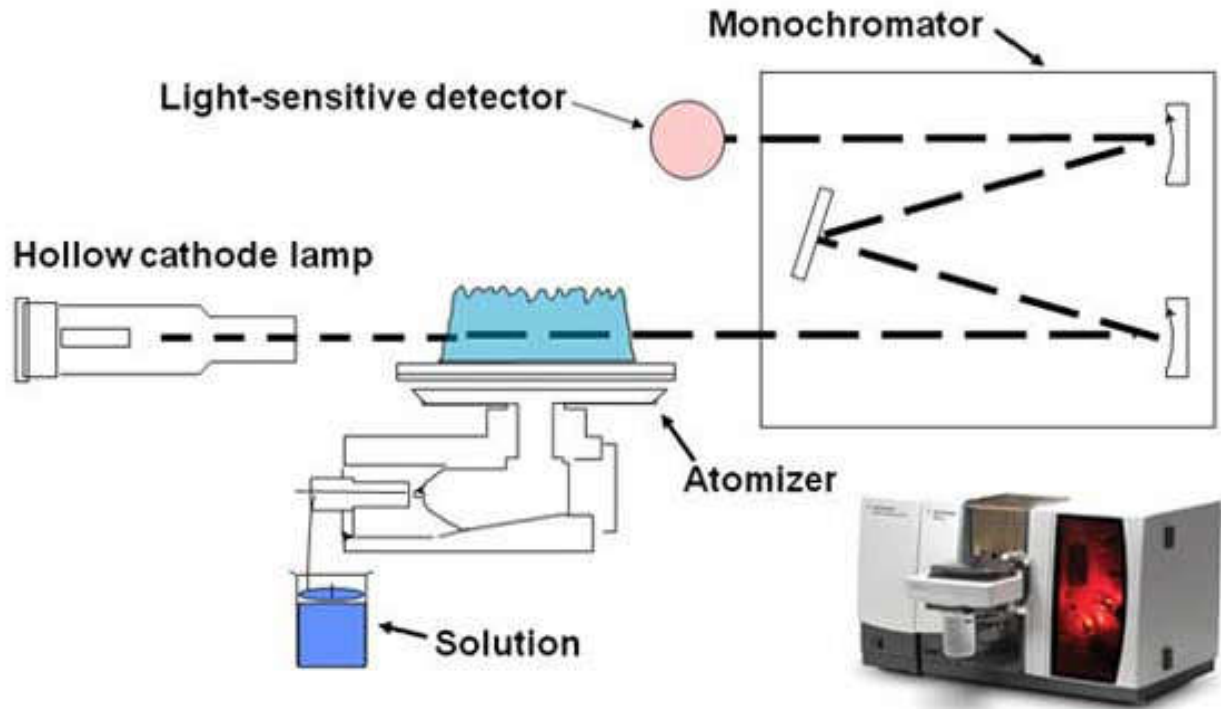 Monochromator
Light-sensitive detector
Hollow cathode lamp
Atomizer
Solution